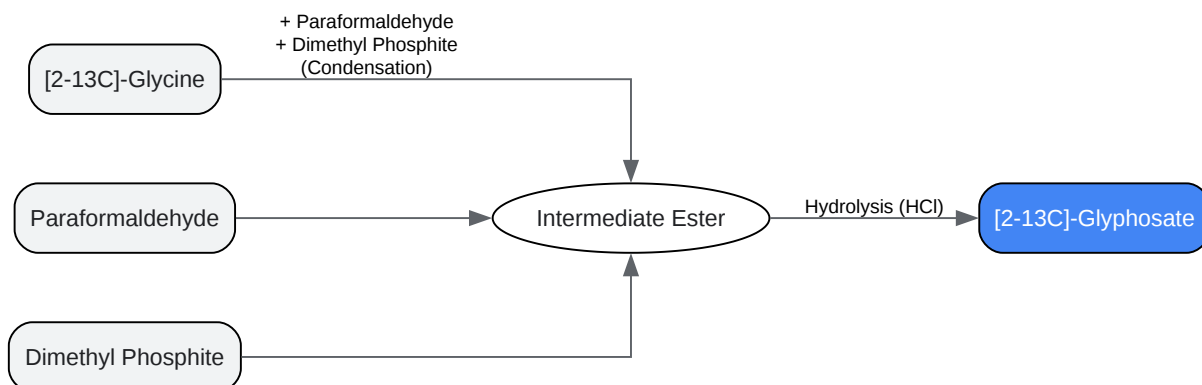 + Paraformaldehyde
+ Dimethyl Phosphite
(Condensation)
[2-13C]-Glycine
Paraformaldehyde
Intermediate Ester
Hydrolysis (HCl)
[2-13C]-Glyphosate
Dimethyl Phosphite